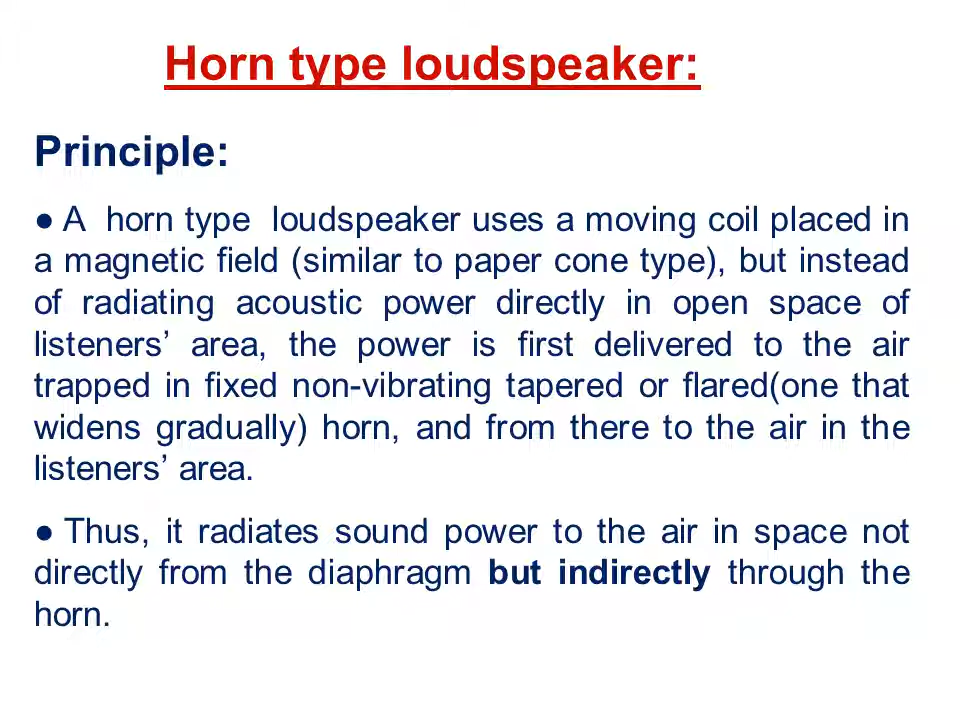 Horn type loudspeaker:
Principle:
● A horn type loudspeaker uses a moving coil placed in
a magnetic field (similar to paper cone type), but instead
of radiating acoustic power directly in open space of
listeners’ area, the power is first delivered to the air
trapped in fixed non-vibrating tapered or flared(one that
widens gradually) horn, and from there to the air in the
listeners’ area.
● Thus, it radiates sound power to the air in space not
directly from the diaphragm but indirectly through the
horn.